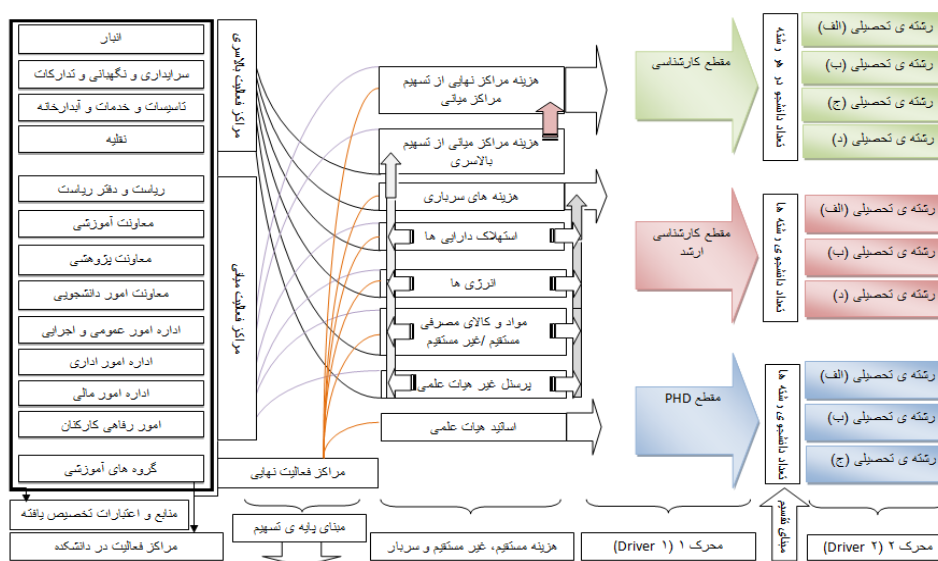 انبار
سرایداری و نگهبانی و تدارکات
تاسیسات و خدمات و آبدارخانه
نقلیه
ریاست و دفتر ریاست
معاونت آموزشی
معاونت پژوهشی
معاونت امور دانشجویی
اداره امور عمومی و اجرایی
اداره امور اداری
اداره امور مالی
امور رفاهی کارکنان
گروه های آموزشی
منابع و اعتبارات تخصیص یافته
مراکز فعالیت در دانشکده
مراکز فعالیت بالاسری
مراکز فعالیت میانی
مراکز فعالیت نهایی
مبنای پایه ی تسهیم
هزینه مراکز نهایی از تسهیم
مراکز میانی
هزینه مراکز میانی از تسهیم
بالاسری
هزینه های سرباری
استهلاک دارایی ها
انرژی ها
مواد و کالای مصرفی
مستقیم /غیر مستقیم
پرسنل غیر هیات علمی
اساتید هیات علمی
هزینه مستقیم، غیر مستقیم و سربار
مقطع کارشناسی
مقطع کارشناسی
ارشد
مقطع PHD
محرک ۱ (Driver ۱)
تعداد دانشجو در هر رشته
تعداد دانشجو ی رشته ها
تعداد دانشجو ی رشته ها
مبنای تقسیم
رشته ی تحصیلی (الف)
رشته ی تحصیلی (ب)
رشته ی تحصیلی (ج)
رشته ی تحصیلی (د)
رشته ی تحصیلی (الف)
رشته ی تحصیلی (ب)
رشته ی تحصیلی (د)
رشته ی تحصیلی (الف)
رشته ی تحصیلی (ب)
رشته ی تحصیلی (ج)
محرک ۲ (Driver ۲)